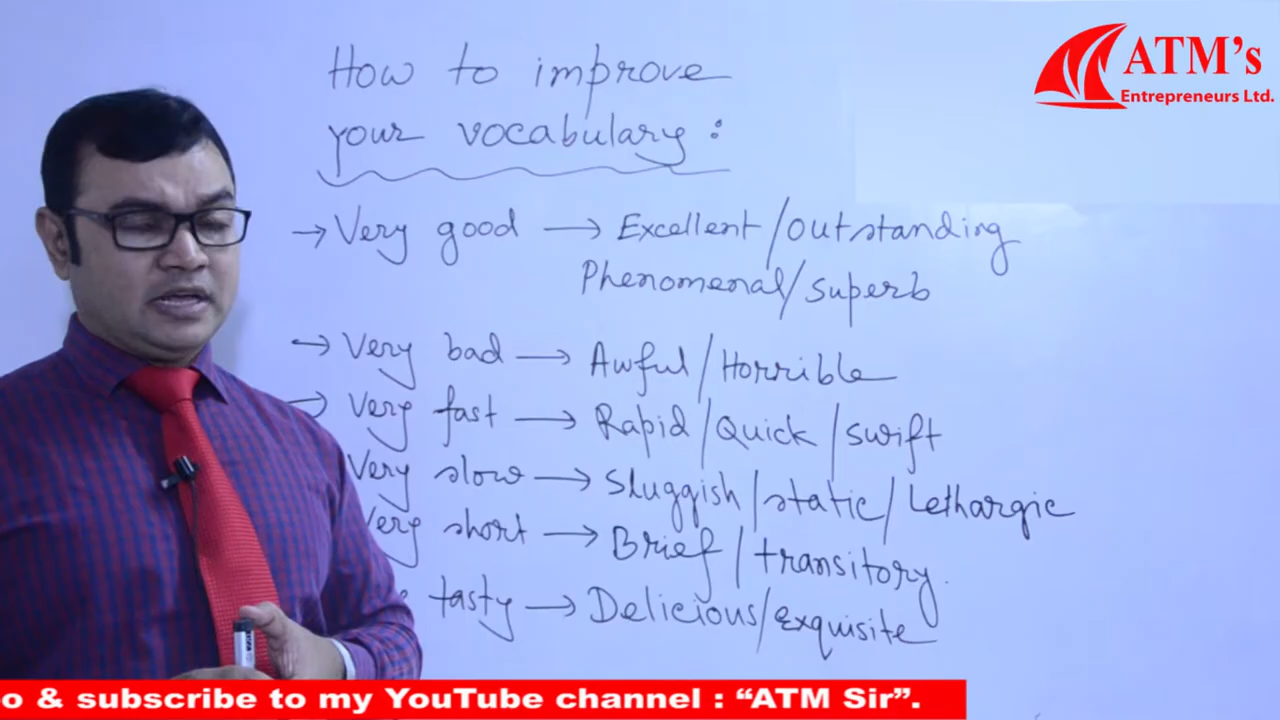 How to improve
your vocabulary :
→ Very good → Excellent/outstanding
Phenomenal/superb
→ Very bad → Awful/Horrible
→ Very fast → Rapid/Quick/swift
Very slow → Sluggish/static/Lethargic
Very short → Brief/transitory.
tasty → Delicious/Exquisite
ATM's
Entrepreneurs Ltd.
o & subscribe to my YouTube channel : “ATM Sir”.